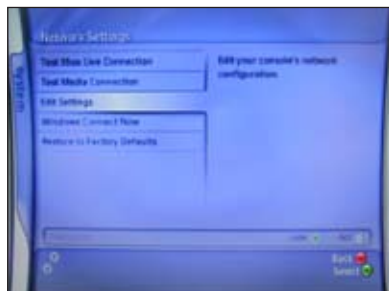 Network Settings
system
Test Xbox Live Connection
Test Media Connection
Edit Settings
Windows Connect Now
Restore to Factory Defaults
Edit your console's network
configuration.
Back
Select